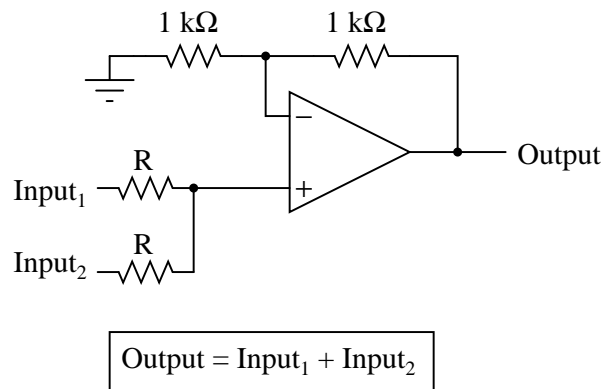 1 kΩ 1 kΩ
−
Output
+
R
Input₁
R
Input₂
Output = Input₁ + Input₂